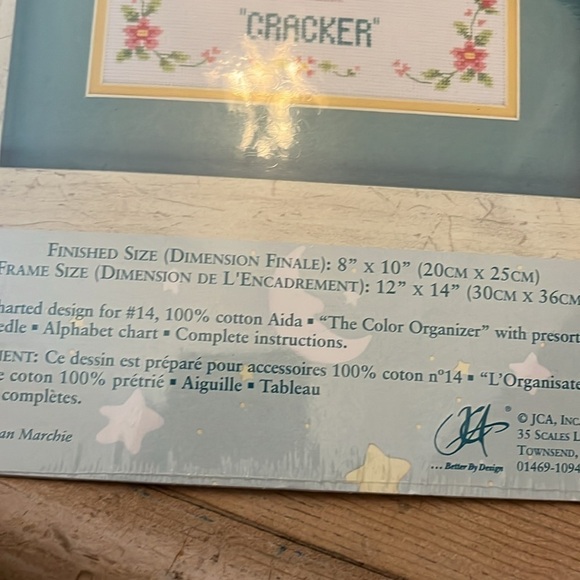 "CRACKER"
FINISHED SIZE (DIMENSION FINALE): 8" X 10" (20CM X 25CM)
FRAME SIZE (DIMENSION DE L'ENCADREMENT): 12" X 14" (30CM X 36CM
harted design for #14, 100% cotton Aida ▪ "The Color Organizer" with presort
edle ▪ Alphabet chart ▪ Complete instructions.
MENT: Ce dessin est préparé pour accessoires 100% coton nº14 ▪ "L'Organisate
e coton 100% prétrié ▪ Aiguille ▪ Tableau
complètes.
an Marchie
JCA ®
... Better By Design
© JCA, INC.
35 SCALES L
TOWNSEND,
01469-1094